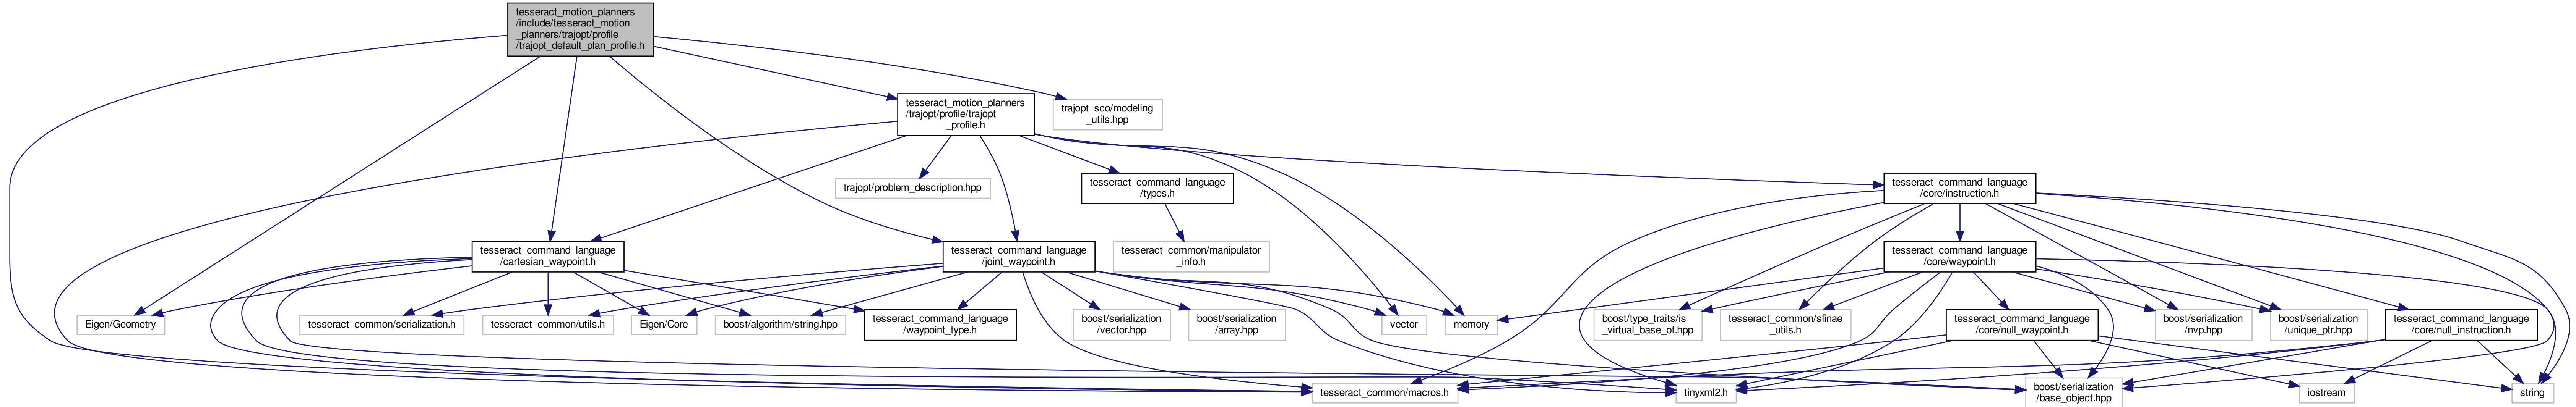 tesseract_motion_planners
/include/tesseract_motion
_planners/trajopt/profile
/trajopt_default_plan_profile.h
tesseract_motion_planners
/trajopt/profile/trajopt
_profile.h
trajopt_sco/modeling
_utils.hpp
trajopt/problem_description.hpp
tesseract_command_language
/types.h
tesseract_command_language
/core/instruction.h
tesseract_command_language
/cartesian_waypoint.h
tesseract_command_language
/joint_waypoint.h
tesseract_common/manipulator
_info.h
tesseract_command_language
/core/waypoint.h
Eigen/Geometry
tesseract_common/serialization.h
tesseract_common/utils.h
Eigen/Core
boost/algorithm/string.hpp
tesseract_command_language
/waypoint_type.h
boost/serialization
/vector.hpp
boost/serialization
/array.hpp
vector
memory
boost/type_traits/is
_virtual_base_of.hpp
tesseract_common/sfinae
_utils.h
tesseract_command_language
/core/null_waypoint.h
boost/serialization
/nvp.hpp
boost/serialization
/unique_ptr.hpp
tesseract_command_language
/core/null_instruction.h
tesseract_common/macros.h
tinyxml2.h
boost/serialization
/base_object.hpp
iostream
string